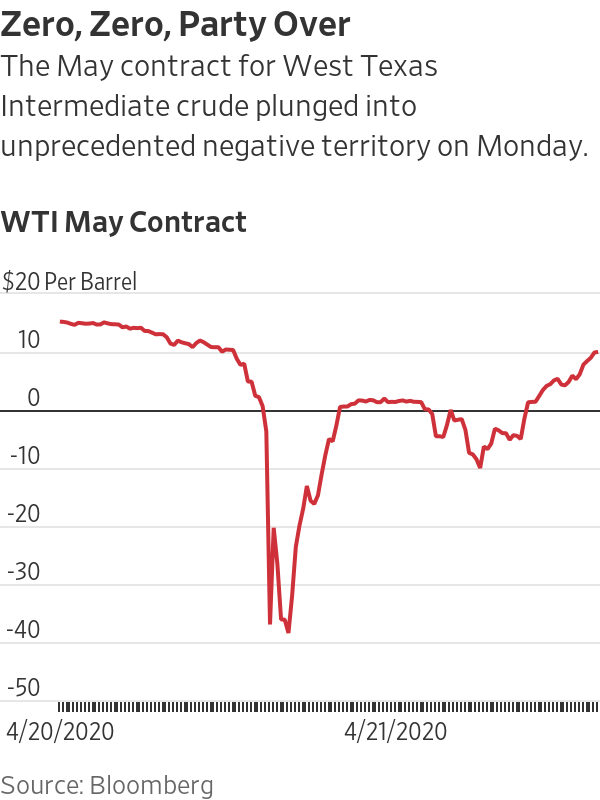 Zero, Zero, Party Over
The May contract for West Texas
Intermediate crude plunged into
unprecedented negative territory on Monday.
WTI May Contract
$20 Per Barrel
10
0
-10
-20
-30
-40
-50
4/20/2020 4/21/2020
Source: Bloomberg